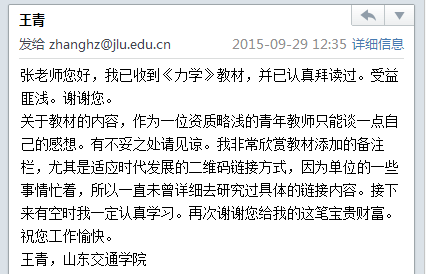 王青
发给 zhanghz@jlu.edu.cn 2015-09-29 12:35 详细信息
张老师您好，我已收到《力学》教材，并已认真拜读过。受益
匪浅。谢谢您。
关于教材的内容，作为一位资质略浅的青年教师只能谈一点自
己的感想。有不妥之处请见谅。我非常欣赏教材添加的备注
栏，尤其是适应时代发展的二维码链接方式，因为单位的一些
事情忙着，所以一直未曾详细去研究过具体的链接内容。接下
来有空时我一定认真学习。再次谢谢您给我的这笔宝贵财富。
祝您工作愉快。
王青，山东交通学院